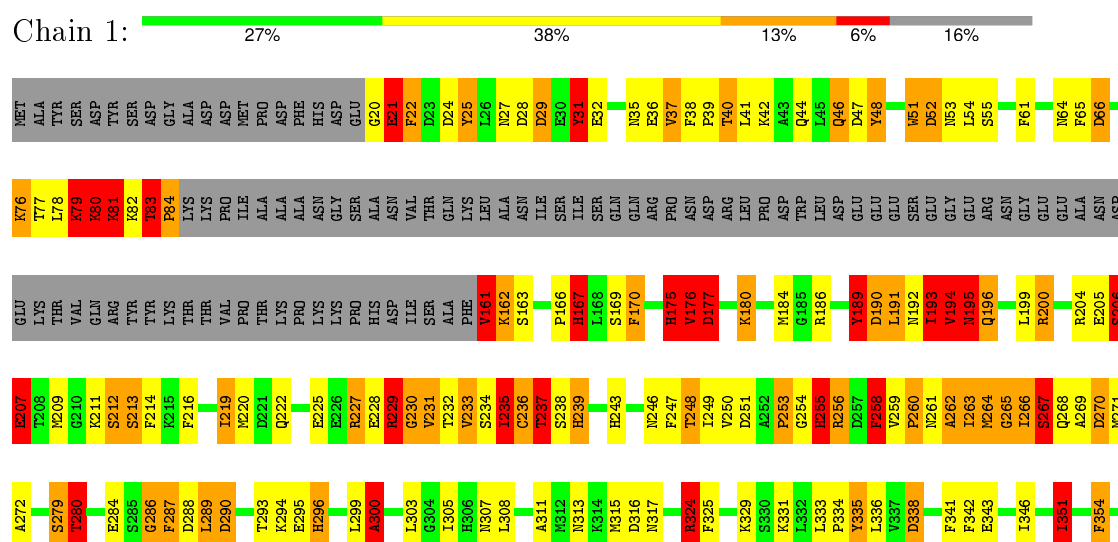 Chain 1:
27% 38% 13% 6% 16%
MET ALA TYR SER ASP TYR SER ASP GLY ALA ASP ASP MET PRO ASP PHE HIS ASP GLU G20 E21 F22 D23 D24 Y25 L26 N27 D28 D29 E30 Y31 E32 N35 E36 V37 F38 P39 T40 L41 K42 A43 Q44 L45 Q46 D47 Y48 W51 D52 N53 L54 S55 F61 N64 F65 D66
K76 T77 L78 K79 K80 K81 K82 T83 P84 LYS LYS PRO ILE ALA ALA ALA ASN GLY SER ALA ASN VAL THR GLN LYS LEU ALA ASN ILE SER ILE SER GLN GLN ARG PRO ASN ASP ARG LEU PRO ASP TRP LEU ASP GLU GLU GLU SER GLU GLY GLU ARG ASN GLY GLU GLU ALA ASN ASP
GLU LYS THR VAL GLN ARG TYR TYR LYS THR THR VAL PRO THR LYS PRO LYS LYS PRO HIS ASP ILE SER ALA PHE V161 K162 S163 P166 H167 L168 S169 F170 H175 V176 D177 K180 M184 G185 R186 Y189 D190 L191 N192 I193 V194 N195 Q196 L199 R200 R204 E205 S206
E207 T208 M209 G210 K211 S212 S213 F214 K215 F216 I219 M220 D221 Q222 E225 E226 R227 E228 R229 G230 V231 T232 V233 S234 I235 C236 T237 S238 H239 H243 N246 F247 T248 I249 V250 D251 A252 P253 G254 H255 R256 D257 F258 V259 P260 N261 A262 I263 M264 G265 I266 S267 Q268 A269 D270 M271
A272 S279 T280 E284 S285 G286 F287 D288 L289 D290 T293 K294 E295 H296 L299 A300 L303 G304 I305 H306 N307 L308 A311 M312 N313 K314 M315 D316 N317 R324 F325 K329 S330 K331 L332 L333 P334 Y335 L336 V337 D338 F341 F342 E343 I346 I351 F354